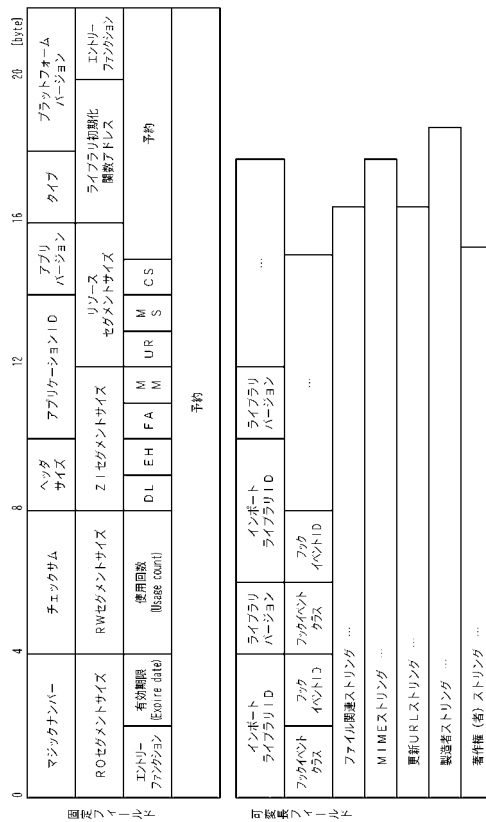 0 4 8 12 16 20 [byte]
固定フィールド
マジックナンバー チェックサム ヘッダサイズ アプリケーションID アプリバージョン タイプ プラットフォームバージョン
ROセグメントサイズ RWセグメントサイズ ZIセグメントサイズ リソースセグメントサイズ ライブラリ初期化関数アドレス エントリーファンクション
エントリーファンクション 有効期限(Expire date) 使用回数(Usage count) DL EH FA MM UR MS CS 予約
予約
可変長フィールド
インポートライブラリID ライブラリバージョン インポートライブラリID ライブラリバージョン …
フックイベントクラス フックイベントID フックイベントクラス フックイベントID …
ファイル関連ストリング …
MIMEストリング …
更新URLストリング …
製造者ストリング …
著作権(者)ストリング …